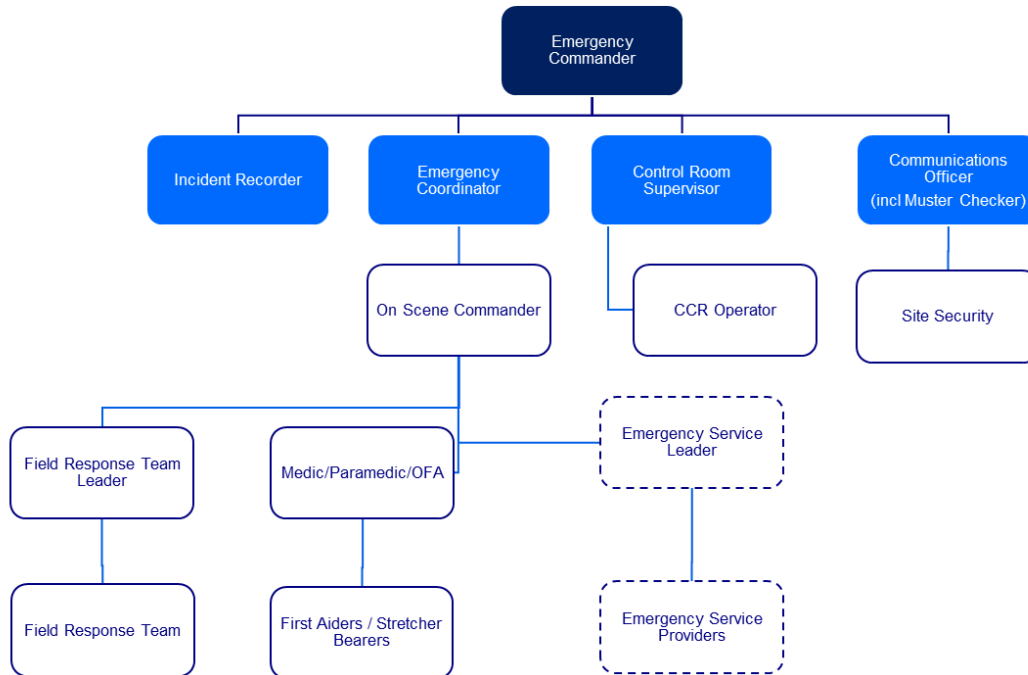 Emergency
Commander
Incident Recorder
Emergency
Coordinator
Control Room
Supervisor
Communications
Officer
(incl Muster Checker)
On Scene Commander
CCR Operator
Site Security
Field Response Team
Leader
Medic/Paramedic/OFA
Emergency Service
Leader
Field Response Team
First Aiders / Stretcher
Bearers
Emergency Service
Providers